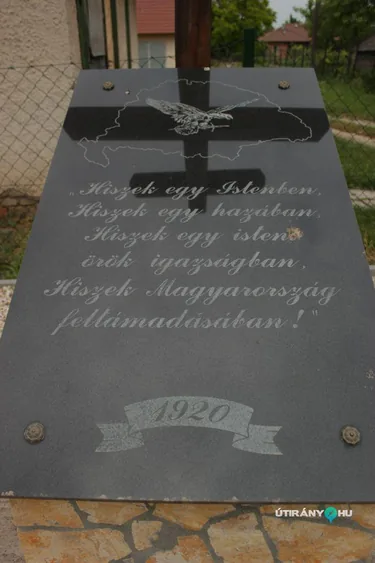 „Hiszek egy Istenben,
Hiszek egy hazában,
Hiszek egy isteni
örök igazságban,
Hiszek Magyarország
feltámadásában!"
1920
ÚTIRÁNY.HU